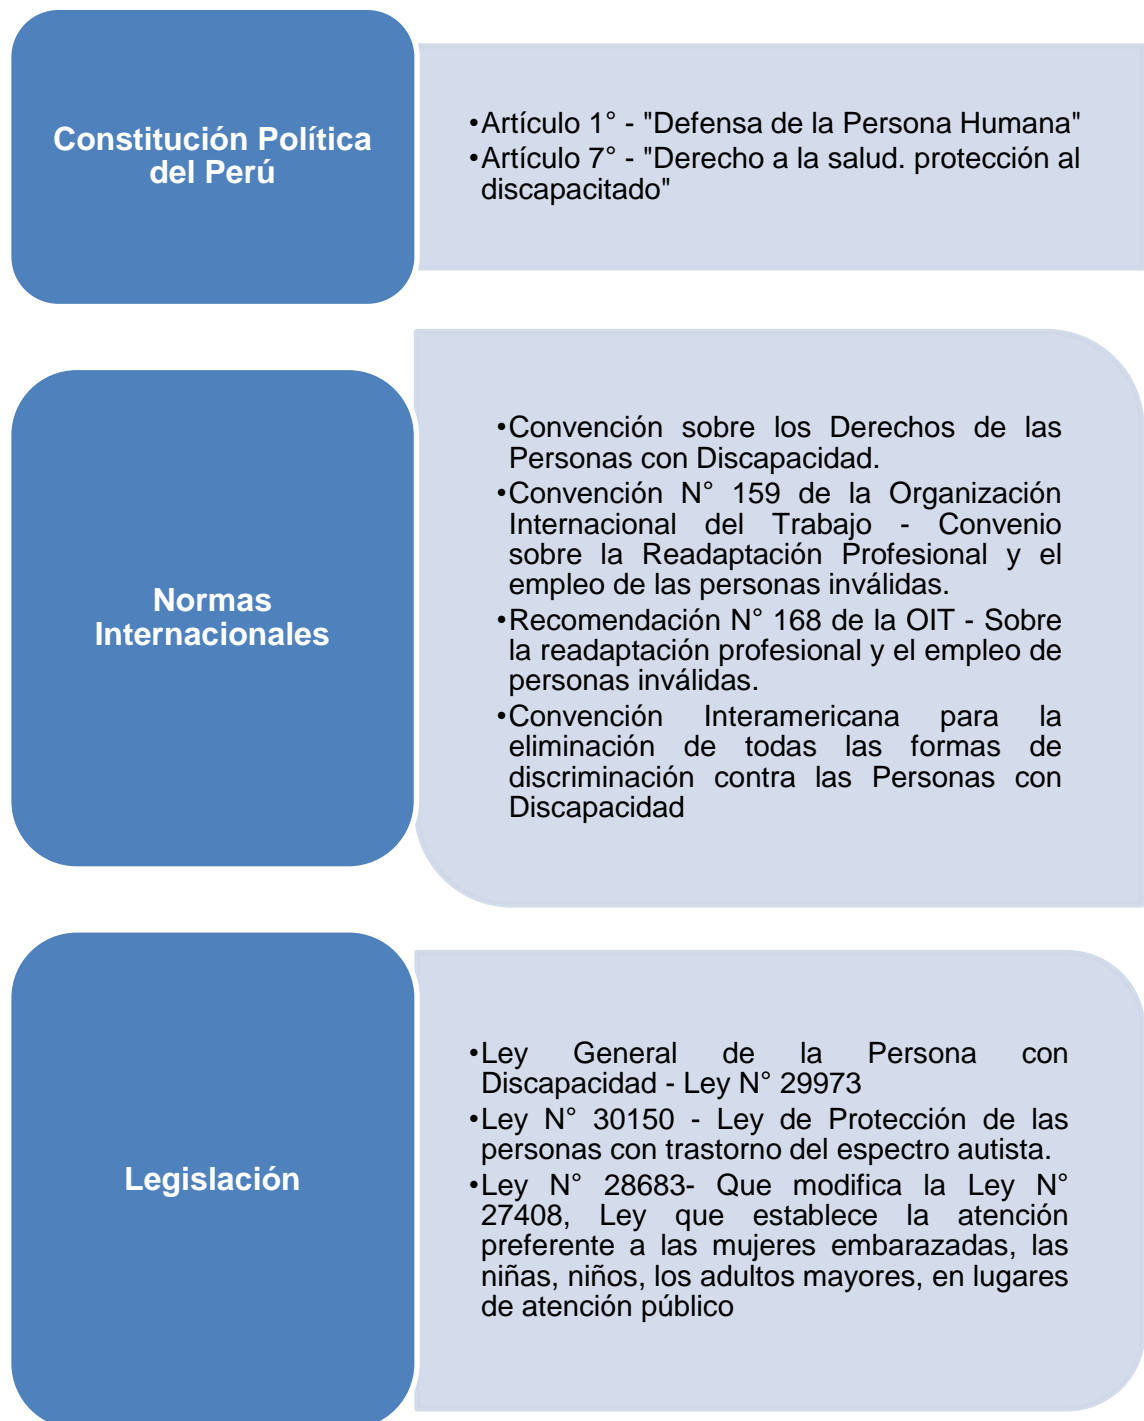 Constitución Política
del Perú
•Artículo 1° - "Defensa de la Persona Humana"
•Artículo 7° - "Derecho a la salud. protección al
discapacitado"
Normas
Internacionales
•Convención sobre los Derechos de las
Personas con Discapacidad.
•Convención N° 159 de la Organización
Internacional del Trabajo - Convenio
sobre la Readaptación Profesional y el
empleo de las personas inválidas.
•Recomendación N° 168 de la OIT - Sobre
la readaptación profesional y el empleo de
personas inválidas.
•Convención Interamericana para la
eliminación de todas las formas de
discriminación contra las Personas con
Discapacidad
Legislación
•Ley General de la Persona con
Discapacidad - Ley N° 29973
•Ley N° 30150 - Ley de Protección de las
personas con trastorno del espectro autista.
•Ley N° 28683- Que modifica la Ley N°
27408, Ley que establece la atención
preferente a las mujeres embarazadas, las
niñas, niños, los adultos mayores, en lugares
de atención público